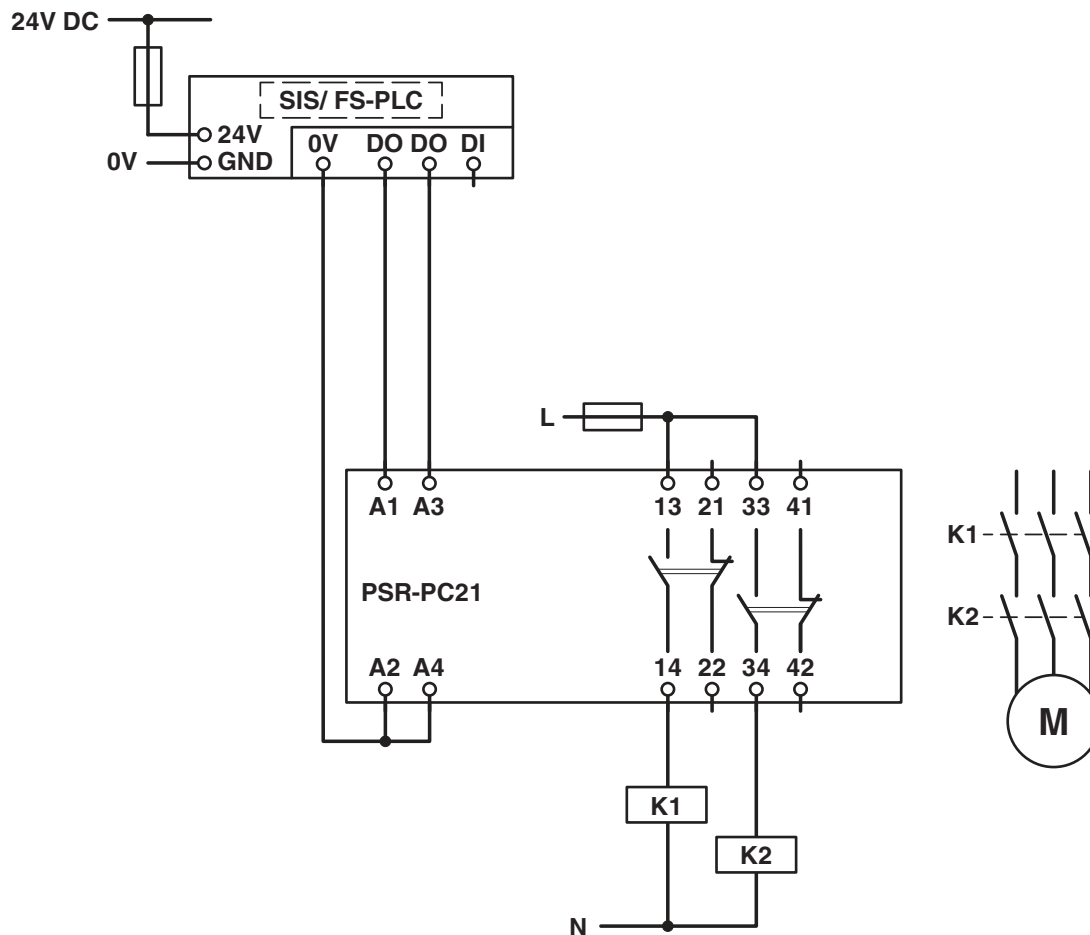 24V DC
SIS/ FS-PLC
24V
0V DO DO DI
0V
GND
L
A1 A3
13 21 33 41
K1
PSR-PC21
K2
A2 A4
14 22 34 42
M
K1
K2
N